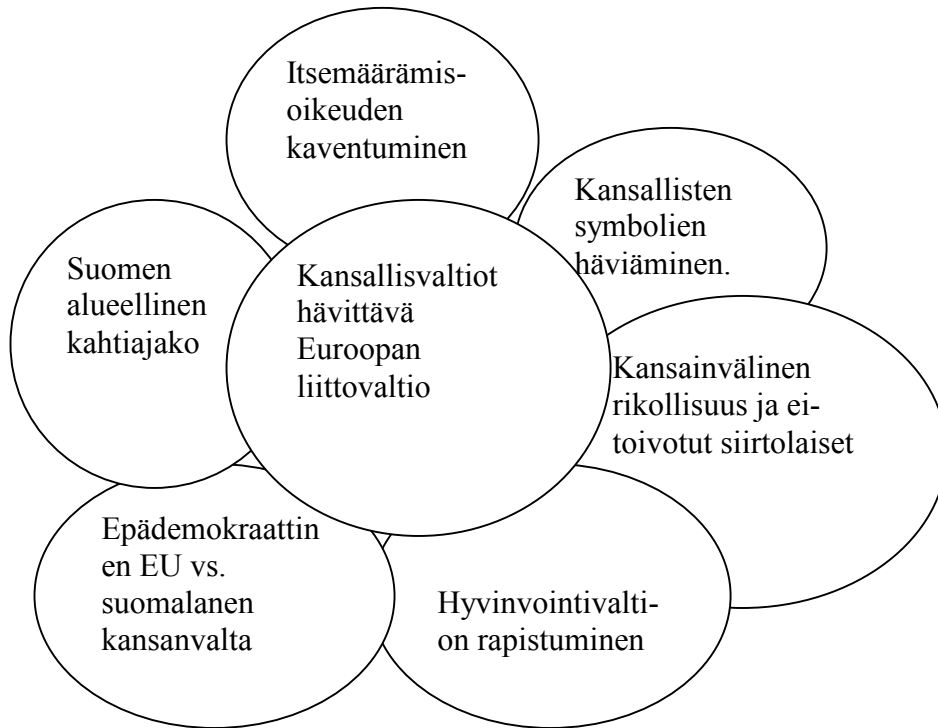 Itsemäärämis-
oikeuden
kaventuminen
Kansallisten
symbolien
häviäminen.
Suomen
alueellinen
kahtiajako
Kansallisvaltiot
hävittävä
Euroopan
liittovaltio
Kansainvälinen
rikollisuus ja ei-
toivotut siirtolaiset
Epädemokraattin
en EU vs.
suomalanen
kansanvalta
Hyvinvointivalti-
on rapistuminen